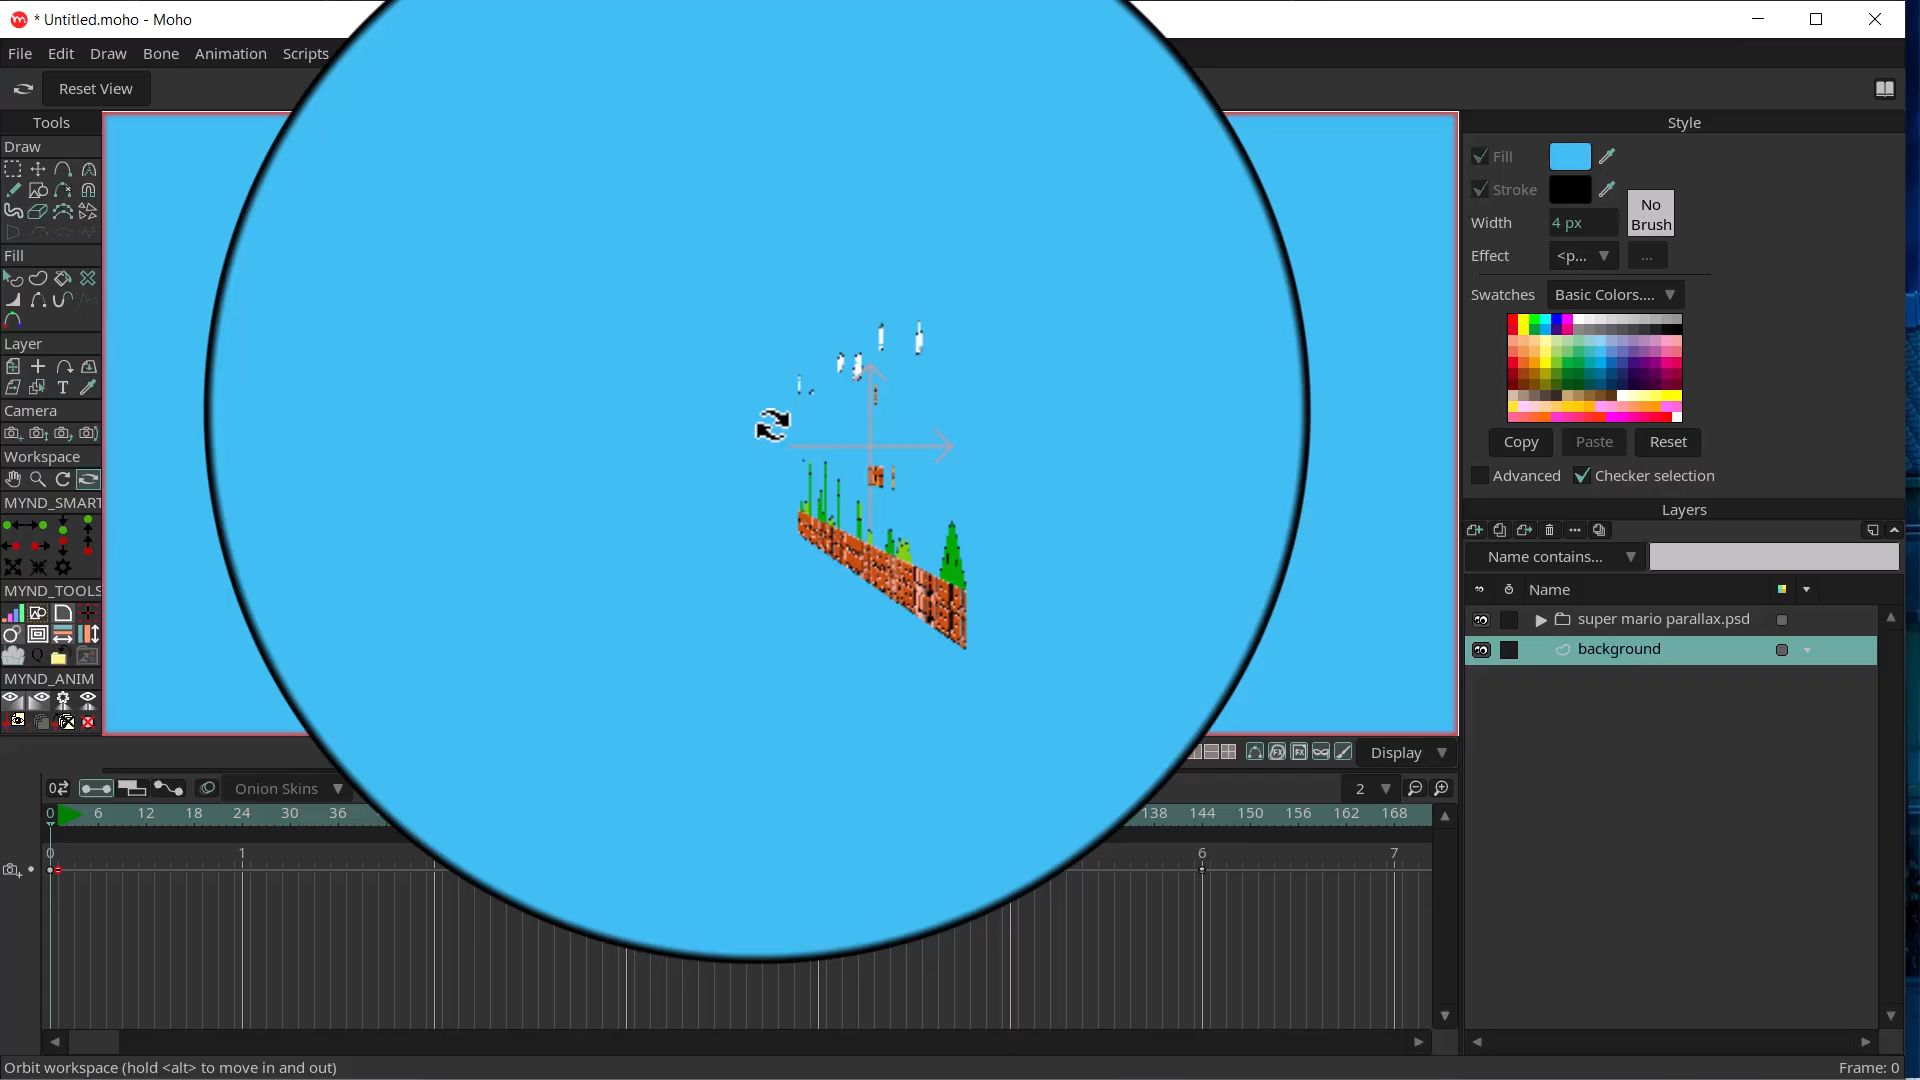 * Untitled.moho - Moho
File Edit Draw Bone Animation Scripts
Reset View
Tools
Draw
Fill
Layer
T
Camera
Workspace
MYND_SMART
MYND_TOOLS
Q
MYND_ANIM
Style
Fill
Stroke
No
Brush
Width 4 px
Effect <p... ...
Swatches Basic Colors....
Copy Paste Reset
Advanced Checker selection
Layers
Name contains...
Name
super mario parallax.psd
background
Display
Onion Skins
2
0 6 12 18 24 30 36 138 144 150 156 162 168
0 1 6 7
Orbit workspace (hold <alt> to move in and out)
Frame: 0